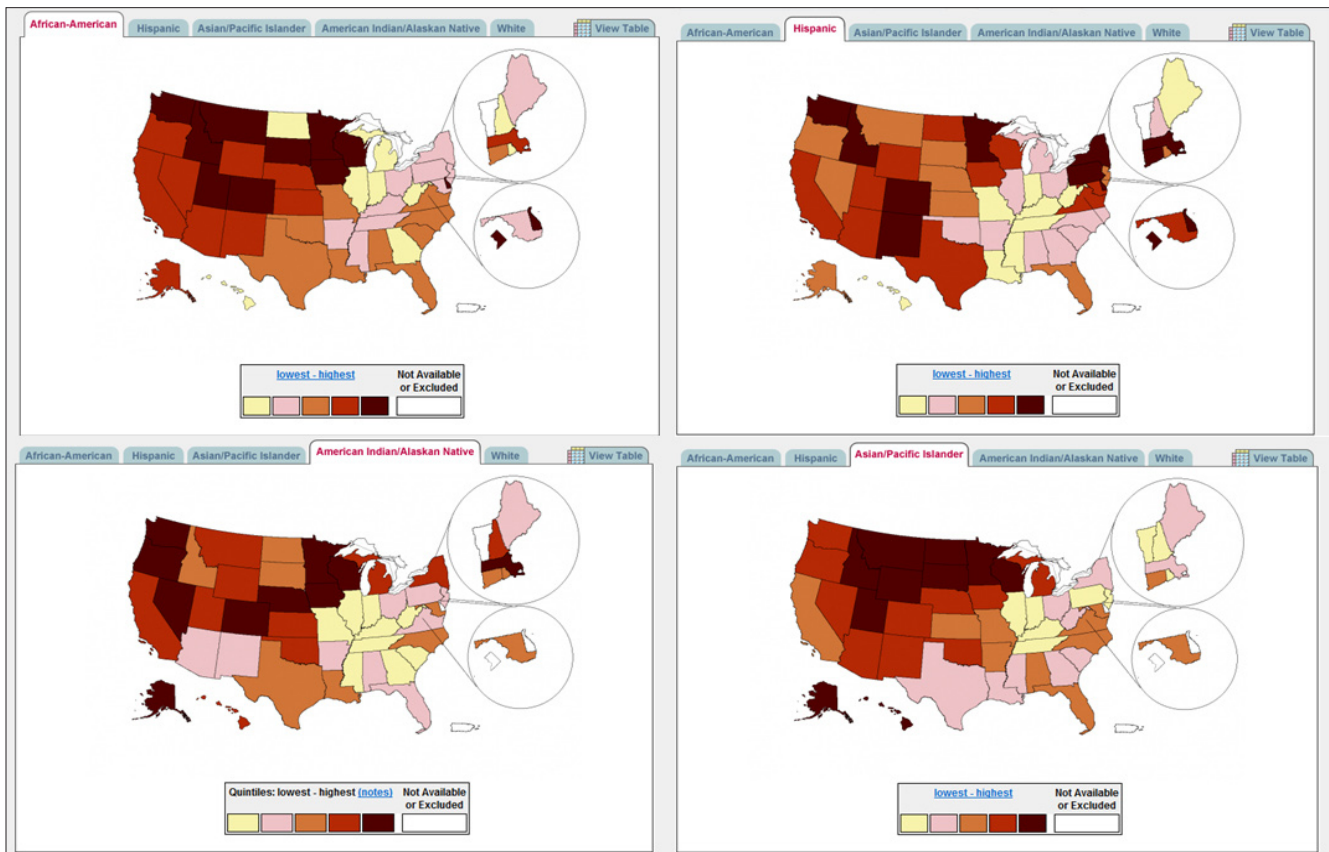 African-American Hispanic Asian/Pacific Islander American Indian/Alaskan Native White View Table
lowest - highest Not Available
or Excluded
African-American Hispanic Asian/Pacific Islander American Indian/Alaskan Native White View Table
lowest - highest Not Available
or Excluded
African-American Hispanic Asian/Pacific Islander American Indian/Alaskan Native White View Table
Quintiles: lowest - highest (notes) Not Available
or Excluded
African-American Hispanic Asian/Pacific Islander American Indian/Alaskan Native White View Table
lowest - highest Not Available
or Excluded